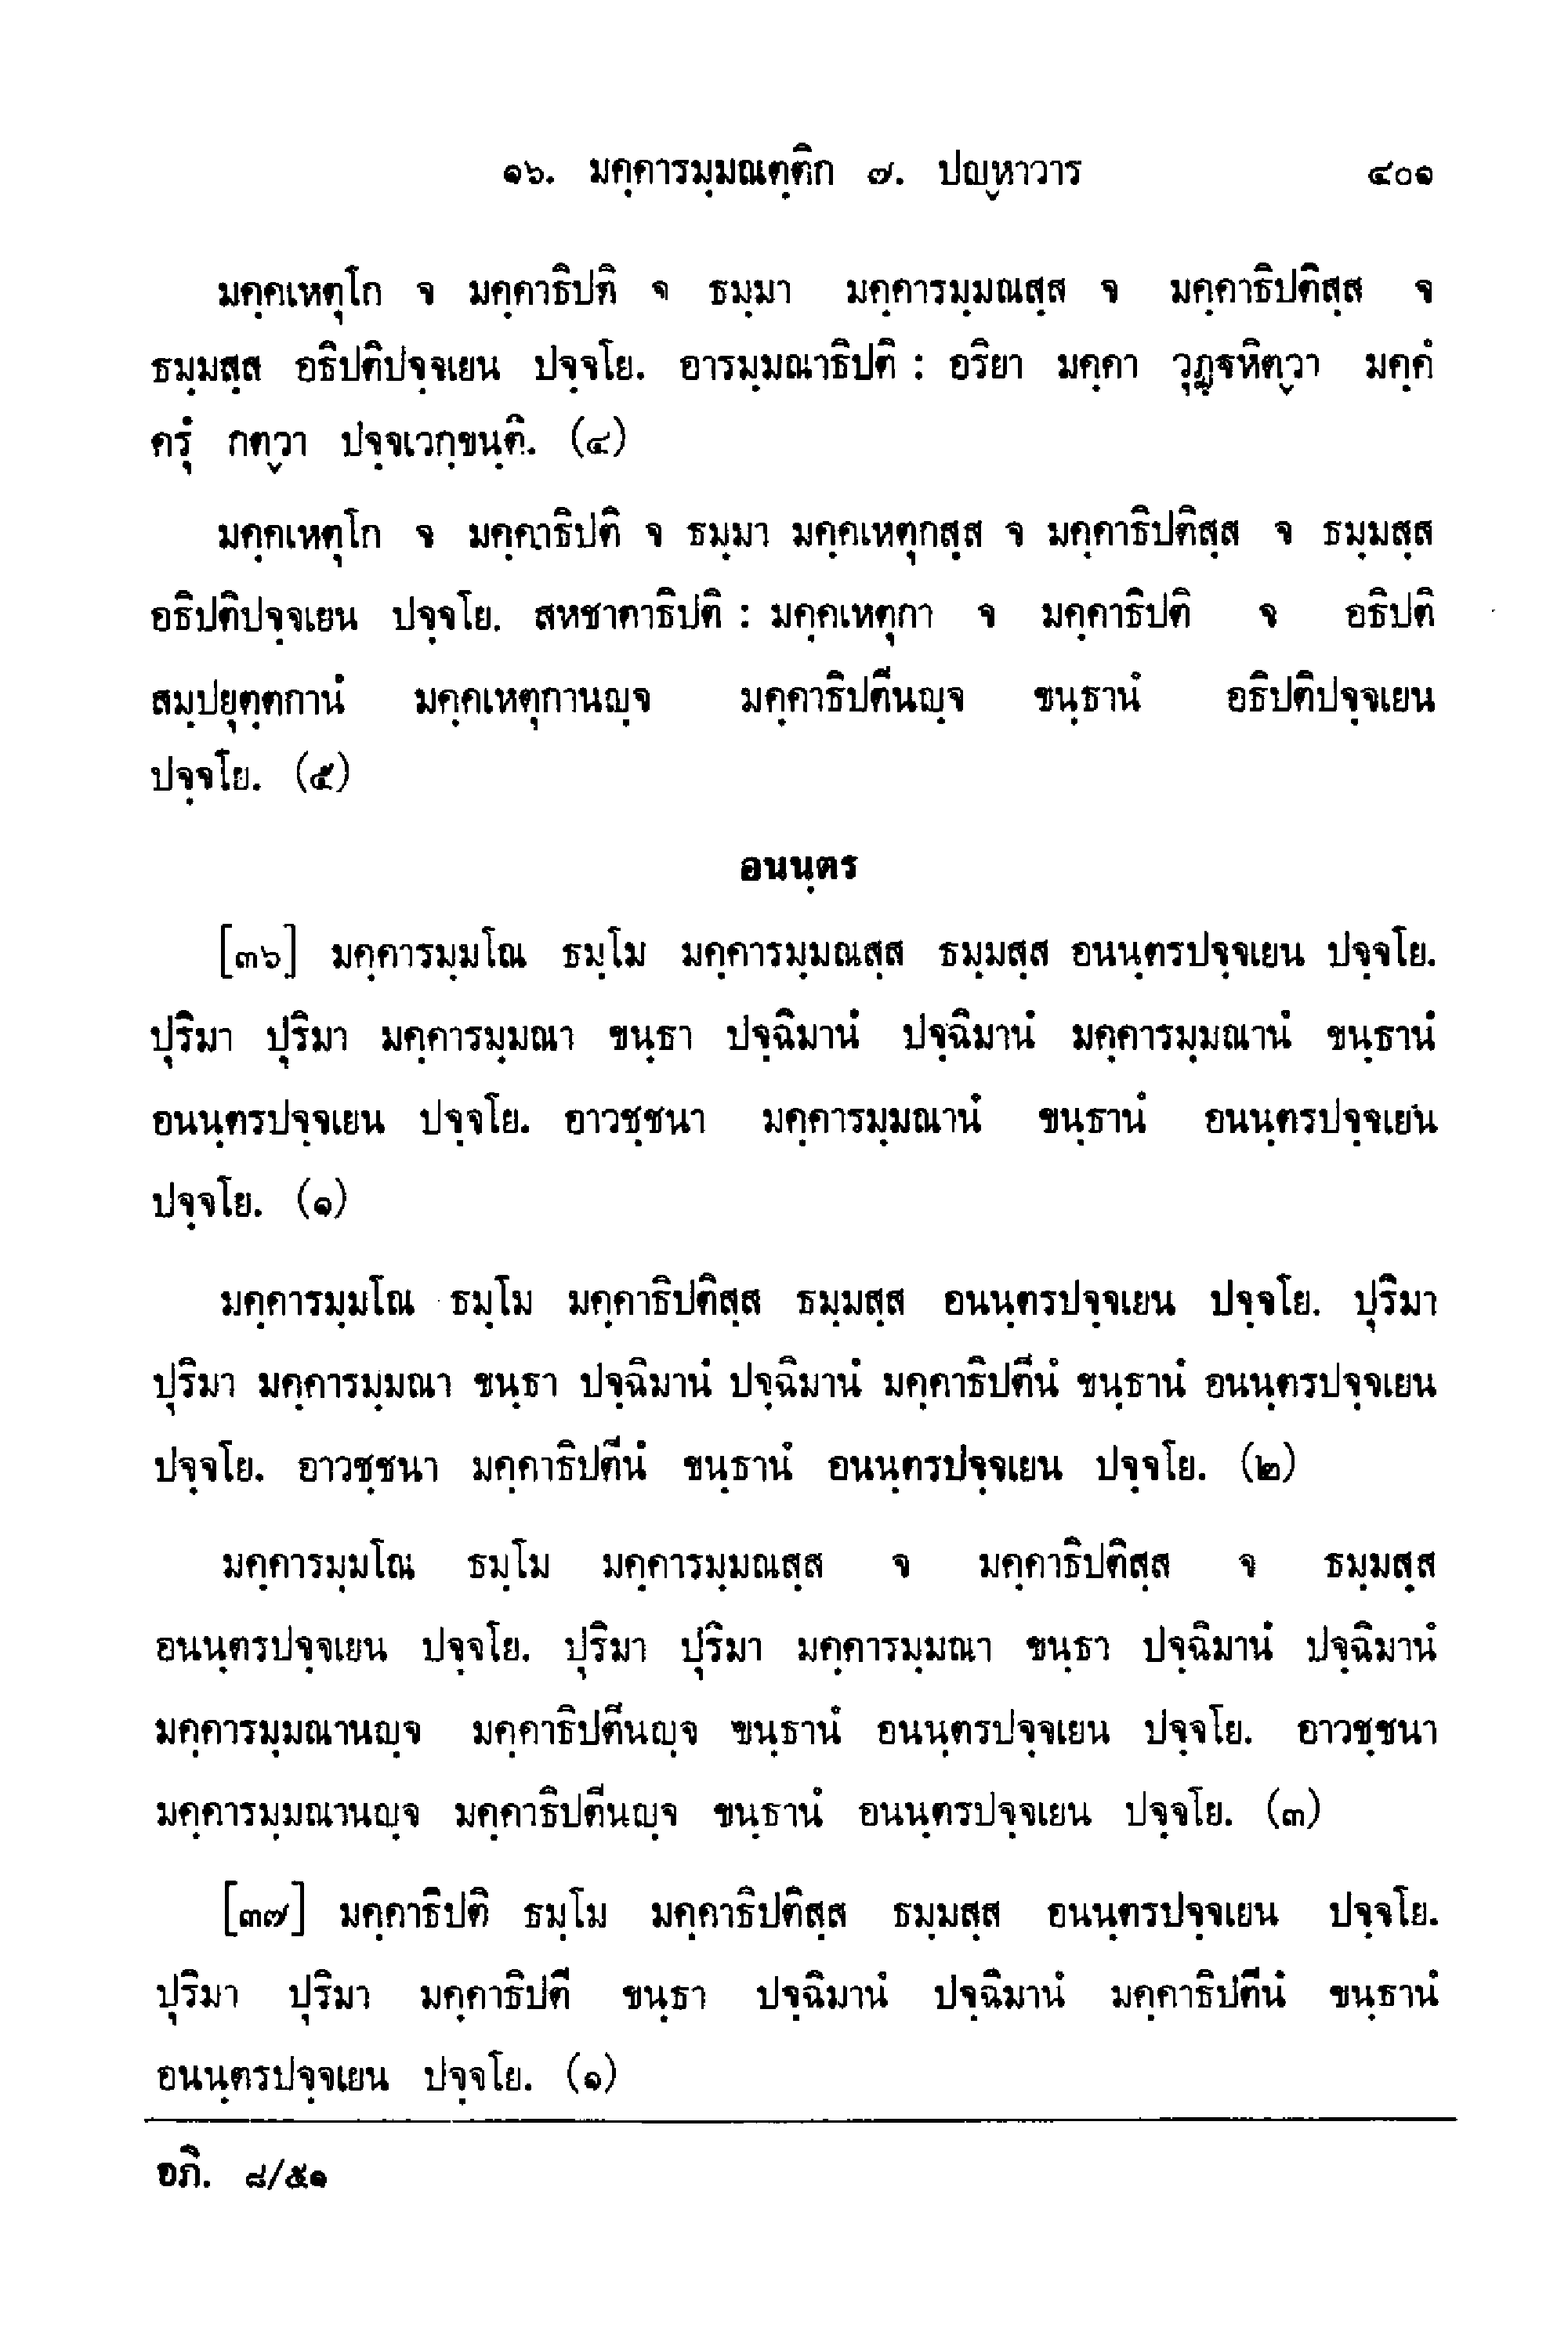 ๑๖. มคฺคารมฺมณตฺติก ๗. ปญฺหาวาร ๔๐๑
มคฺคเหตุโก จ มคฺคาธิปติ จ ธมฺมา มคฺคารมฺมณสฺส จ มคฺคาธิปติสฺส จ
ธมฺมสฺส อธิปติปจฺจเยน ปจฺจโย. อารมฺมณาธิปติ : อริยา มคฺคา วุฏฺฐหิตฺวา มคฺคํ
ครุํ กตฺวา ปจฺจเวกฺขนฺติ. (๔)
มคฺคเหตุโก จ มคฺคาธิปติ จ ธมฺมา มคฺคเหตุกสฺส จ มคฺคาธิปติสฺส จ ธมฺมสฺส
อธิปติปจฺจเยน ปจฺจโย. สหชาตาธิปติ : มคฺคเหตุกา จ มคฺคาธิปติ จ อธิปติ
สมฺปยุตฺตกานํ มคฺคเหตุกานญฺจ มคฺคาธิปตีนญฺจ ขนฺธานํ อธิปติปจฺจเยน
ปจฺจโย. (๕)
อนนฺตร
[๓๖] มคฺคารมฺมโณ ธมฺโม มคฺคารมฺมณสฺส ธมฺมสฺส อนนฺตรปจฺจเยน ปจฺจโย.
ปุริมา ปุริมา มคฺคารมฺมณา ขนฺธา ปจฺฉิมานํ ปจฺฉิมานํ มคฺคารมฺมณานํ ขนฺธานํ
อนนฺตรปจฺจเยน ปจฺจโย. อาวชฺชนา มคฺคารมฺมณานํ ขนฺธานํ อนนฺตรปจฺจเยน
ปจฺจโย. (๑)
มคฺคารมฺมโณ ธมฺโม มคฺคาธิปติสฺส ธมฺมสฺส อนนฺตรปจฺจเยน ปจฺจโย. ปุริมา
ปุริมา มคฺคารมฺมณา ขนฺธา ปจฺฉิมานํ ปจฺฉิมานํ มคฺคาธิปตีนํ ขนฺธานํ อนนฺตรปจฺจเยน
ปจฺจโย. อาวชฺชนา มคฺคาธิปตีนํ ขนฺธานํ อนนฺตรปจฺจเยน ปจฺจโย. (๒)
มคฺคารมฺมโณ ธมฺโม มคฺคารมฺมณสฺส จ มคฺคาธิปติสฺส จ ธมฺมสฺส
อนนฺตรปจฺจเยน ปจฺจโย. ปุริมา ปุริมา มคฺคารมฺมณา ขนฺธา ปจฺฉิมานํ ปจฺฉิมานํ
มคฺคารมฺมณานญฺจ มคฺคาธิปตีนญฺจ ขนฺธานํ อนนฺตรปจฺจเยน ปจฺจโย. อาวชฺชนา
มคฺคารมฺมณานญฺจ มคฺคาธิปตีนญฺจ ขนฺธานํ อนนฺตรปจฺจเยน ปจฺจโย. (๓)
[๓๗] มคฺคาธิปติ ธมฺโม มคฺคาธิปติสฺส ธมฺมสฺส อนนฺตรปจฺจเยน ปจฺจโย.
ปุริมา ปุริมา มคฺคาธิปตี ขนฺธา ปจฺฉิมานํ ปจฺฉิมานํ มคฺคาธิปตีนํ ขนฺธานํ
อนนฺตรปจฺจเยน ปจฺจโย. (๑)
อภิ. ๘/๕๑